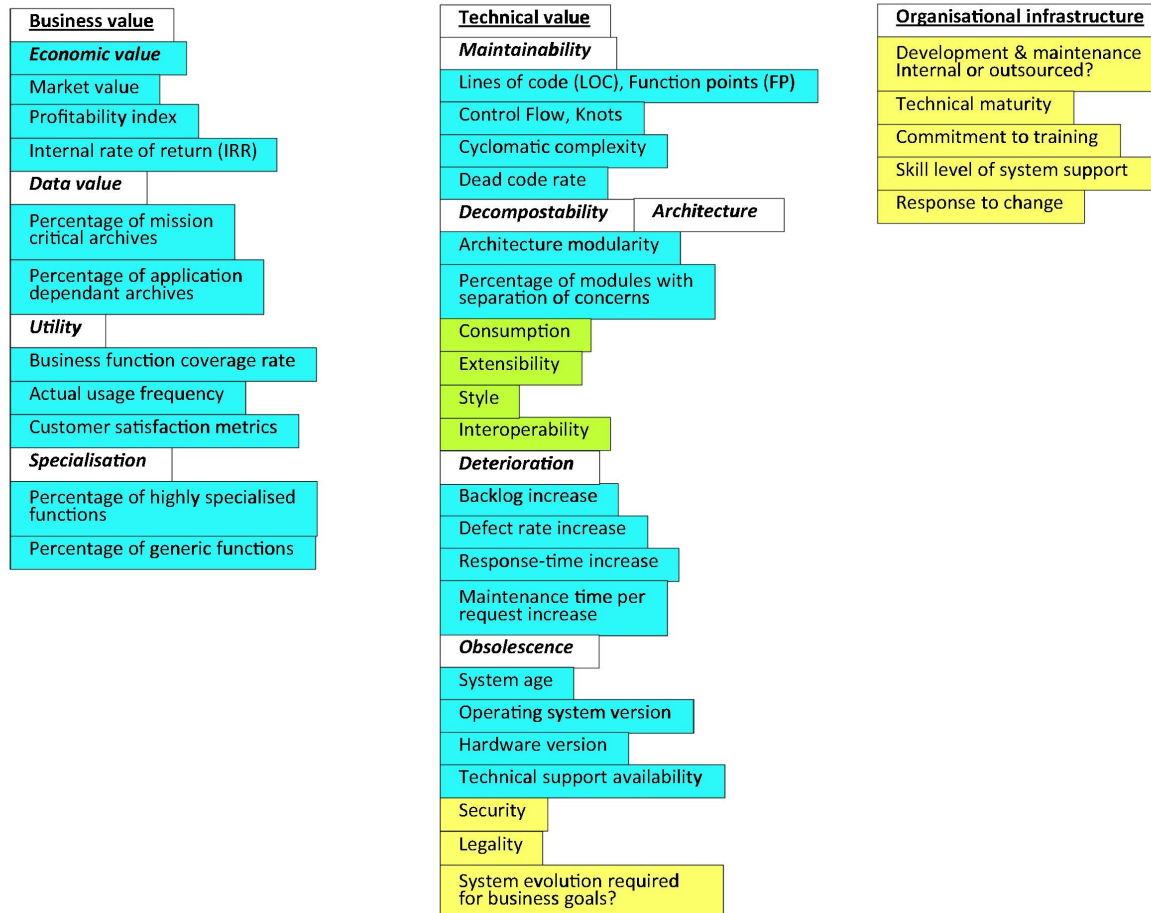 Business value
Economic value
Market value
Profitability index
Internal rate of return (IRR)
Data value
Percentage of mission
critical archives
Percentage of application
dependant archives
Utility
Business function coverage rate
Actual usage frequency
Customer satisfaction metrics
Specialisation
Percentage of highly specialised
functions
Percentage of generic functions
Technical value
Maintainability
Lines of code (LOC), Function points (FP)
Control Flow, Knots
Cyclomatic complexity
Dead code rate
Decompostability
Architecture
Architecture modularity
Percentage of modules with
separation of concerns
Consumption
Extensibility
Style
Interoperability
Deterioration
Backlog increase
Defect rate increase
Response-time increase
Maintenance time per
request increase
Obsolescence
System age
Operating system version
Hardware version
Technical support availability
Security
Legality
System evolution required
for business goals?
Organisational infrastructure
Development & maintenance
Internal or outsourced?
Technical maturity
Commitment to training
Skill level of system support
Response to change